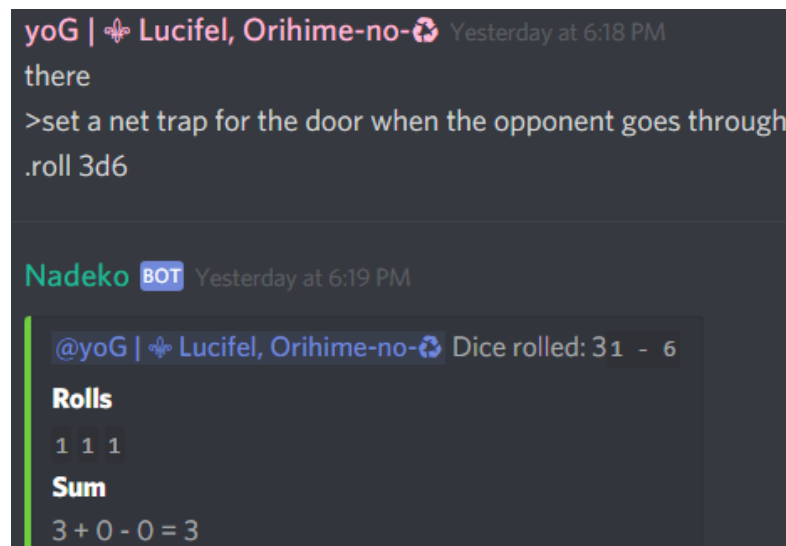 yoG | ⚜ Lucifel, Orihime-no-♻ Yesterday at 6:18 PM
there
>set a net trap for the door when the opponent goes through
.roll 3d6
Nadeko BOT Yesterday at 6:19 PM
@yoG | ⚜ Lucifel, Orihime-no-♻ Dice rolled: 3 1 - 6
Rolls
1 1 1
Sum
3 + 0 - 0 = 3